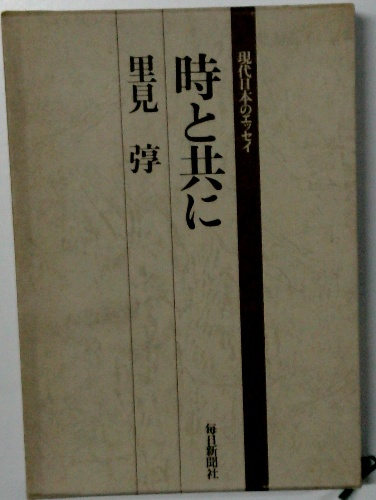 現代日本のエッセイ
時と共に
里見 弴
毎日新聞社